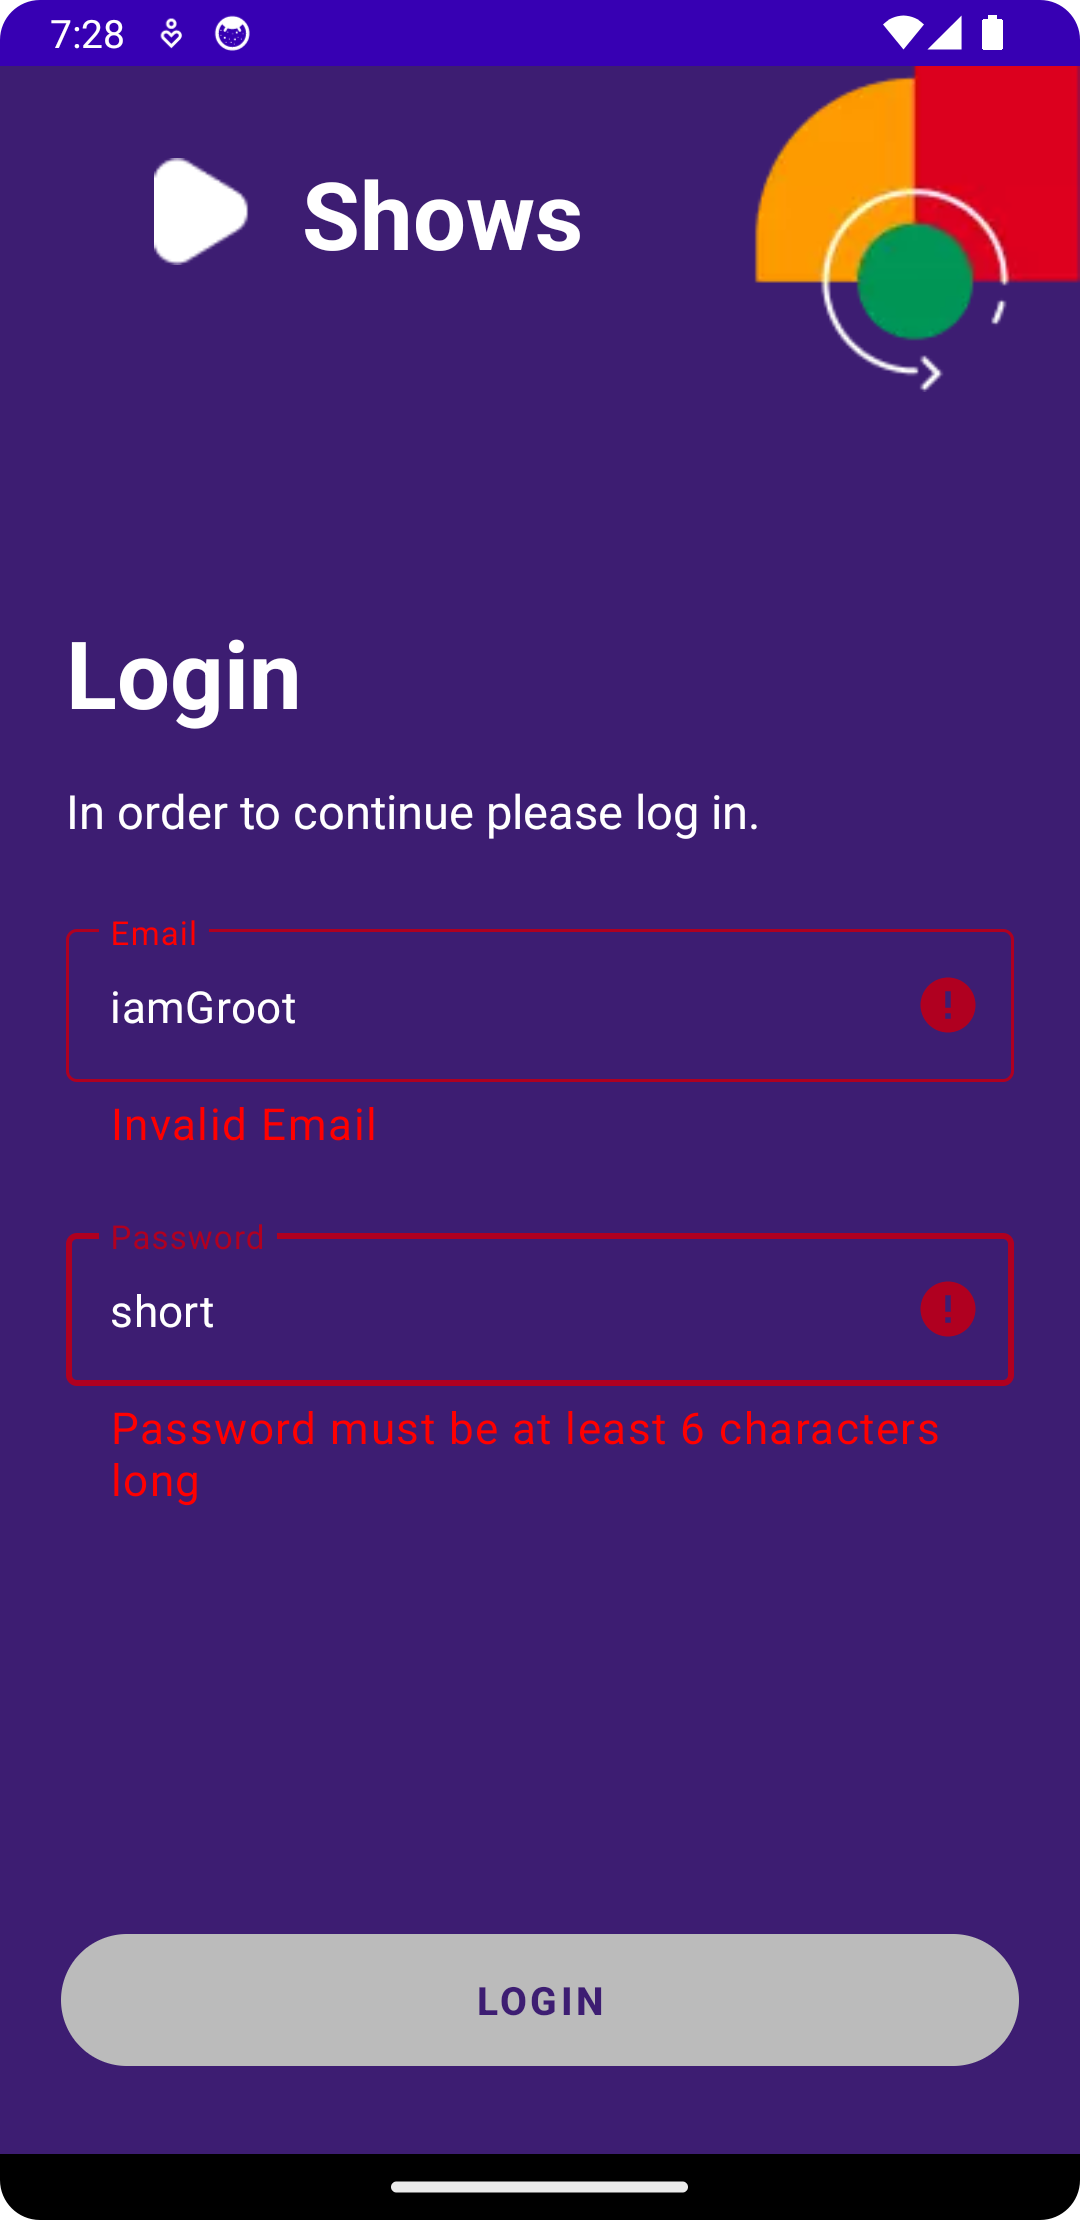 7:28
Shows
Login
In order to continue please log in.
Email
iamGroot
Invalid Email
Password
short
Password must be at least 6 characters
long
LOGIN